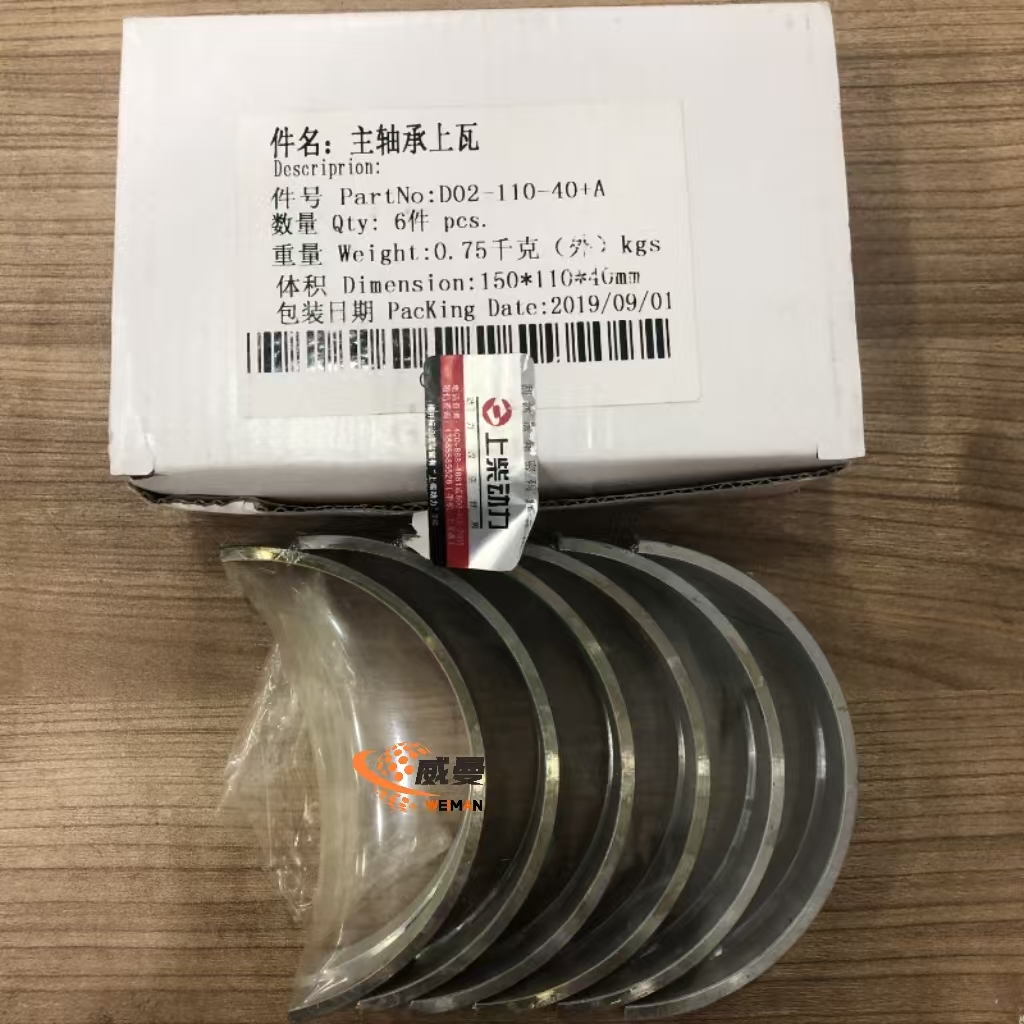 件名：主轴承上瓦
Descriprion:
件号 PartNo:D02-110-40+A
数量 Qty: 6件 pcs.
重量 Weight:0.75千克（外）kgs
体积 Dimension:150*110*40mm
包装日期 PacKing Date:2019/09/01
上柴动力
威曼
WEMAN